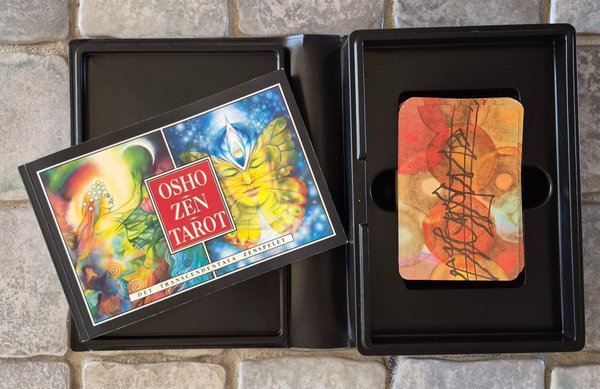 OSHO
ZEN
TAROT
DET TRANSCENDENTALA ZENSPELET